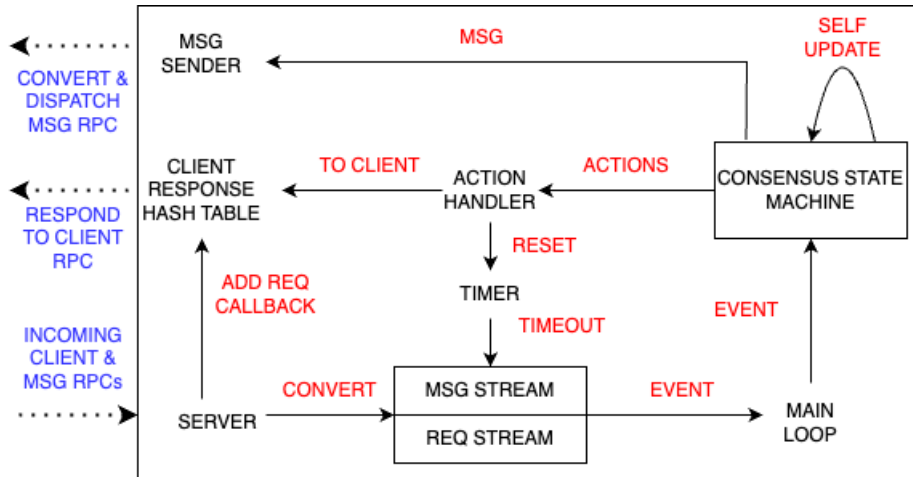 SELF
UPDATE
MSG
MSG
SENDER
CONVERT &
DISPATCH
MSG RPC
TO CLIENT
ACTIONS
CLIENT
RESPONSE
HASH TABLE
ACTION
HANDLER
CONSENSUS STATE
MACHINE
RESPOND
TO CLIENT
RPC
RESET
ADD REQ
CALLBACK
TIMER
EVENT
TIMEOUT
INCOMING
CLIENT &
MSG RPCs
CONVERT
MSG STREAM
EVENT
SERVER
REQ STREAM
MAIN
LOOP